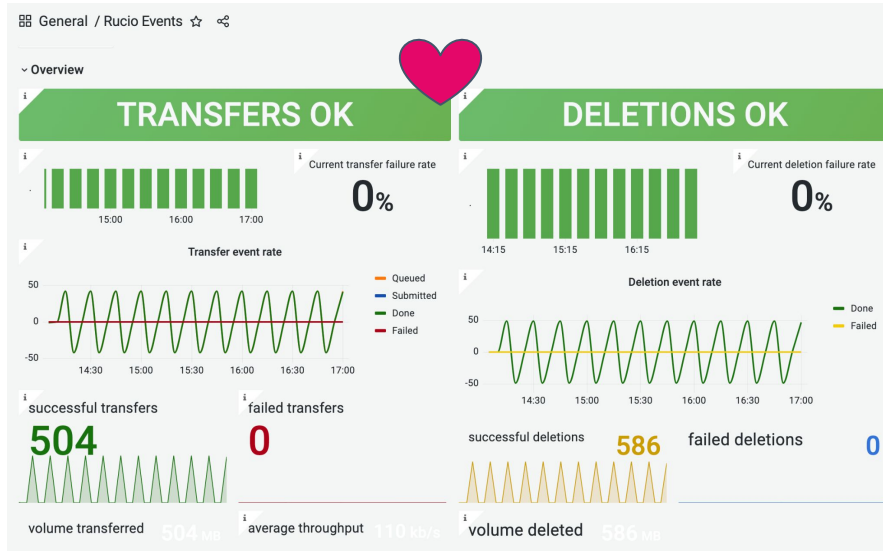 General / Rucio Events
Overview
TRANSFERS OK
Current transfer failure rate
0%
15:00 16:00 17:00
Transfer event rate
50
0
-50
14:30 15:00 15:30 16:00 16:30 17:00
Queued
Submitted
Done
Failed
successful transfers
504
failed transfers
0
volume transferred
504 MB
average throughput
110 kb/s
DELETIONS OK
Current deletion failure rate
0%
14:15 15:15 16:15
Deletion event rate
50
0
-50
14:30 15:00 15:30 16:00 16:30 17:00
Done
Failed
successful deletions
586
failed deletions
0
volume deleted
586 MB